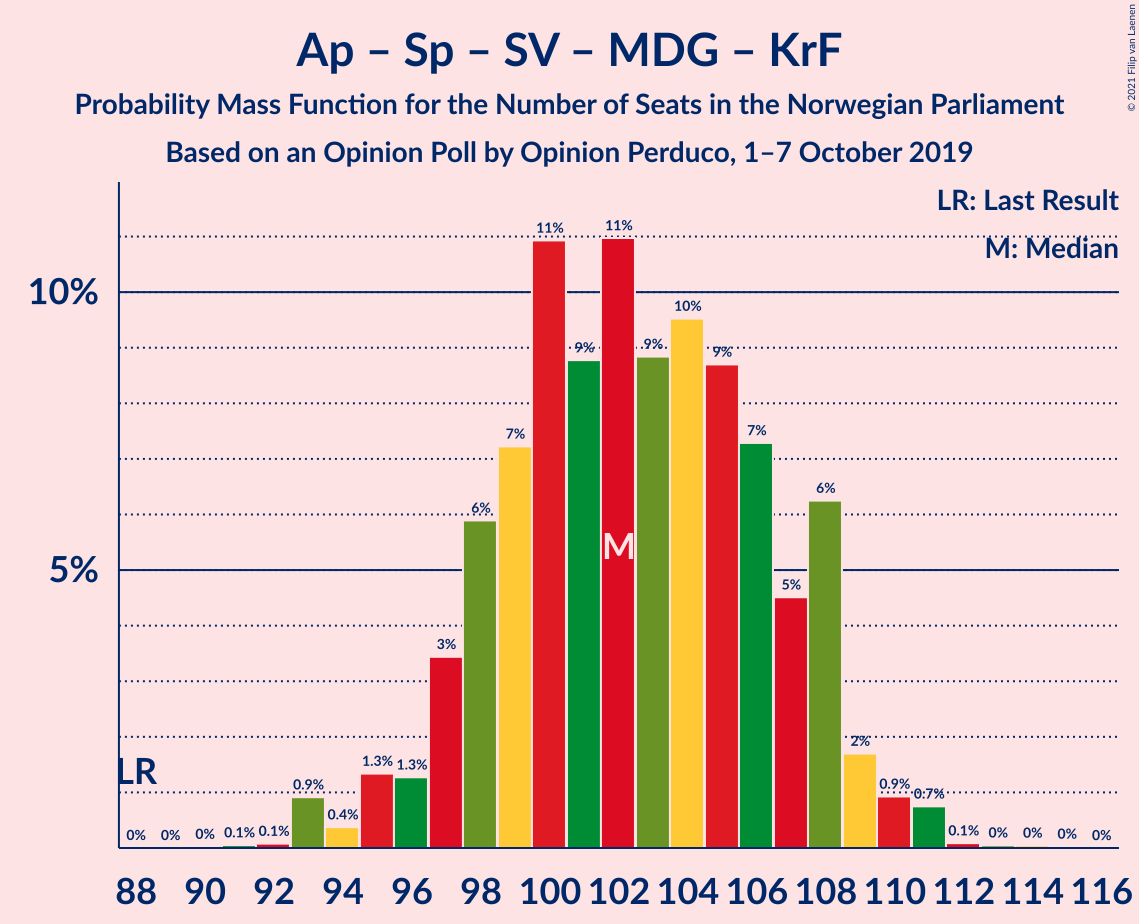 Ap – Sp – SV – MDG – KrF
Probability Mass Function for the Number of Seats in the Norwegian Parliament
Based on an Opinion Poll by Opinion Perduco, 1–7 October 2019
© 2021 Filip van Laenen
LR: Last Result
M: Median
10%
5%
LR
M
0% 0% 0% 0.1% 0.1% 0.9% 0.4% 1.3% 1.3% 3% 6% 7% 11% 9% 11% 9% 10% 9% 7% 5% 6% 2% 0.9% 0.7% 0.1% 0% 0% 0% 0%
88 90 92 94 96 98 100 102 104 106 108 110 112 114 116